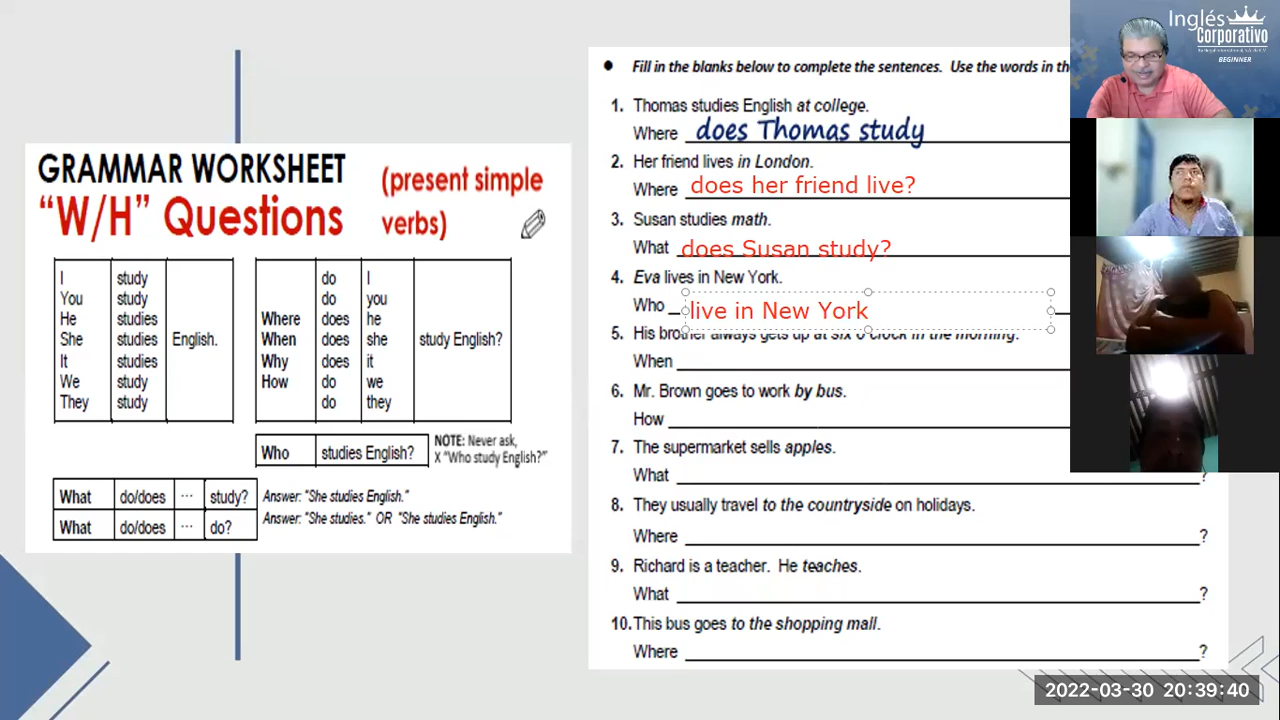 GRAMMAR WORKSHEET
"W/H" Questions
(present simple
verbs)
I study
You study
He studies
She studies English.
It studies
We study
They study
do I
do you
Where does he
When does she study English?
Why does it
How do we
do they
Who studies English?
NOTE: Never ask,
X "Who study English?"
What do/does ... study? Answer: "She studies English."
What do/does ... do? Answer: "She studies." OR "She studies English."
Fill in the blanks below to complete the sentences. Use the words in th
1. Thomas studies English at college.
Where does Thomas study
2. Her friend lives in London.
Where does her friend live?
3. Susan studies math.
What does Susan study?
4. Eva lives in New York.
Who live in New York
5. His brother always gets up at six o'clock in the morning.
When
6. Mr. Brown goes to work by bus.
How
7. The supermarket sells apples.
What ?
8. They usually travel to the countryside on holidays.
Where ?
9. Richard is a teacher. He teaches.
What ?
10. This bus goes to the shopping mall.
Where ?
Inglés
Corporativo
BEGINNER
2022-03-30 20:39:40